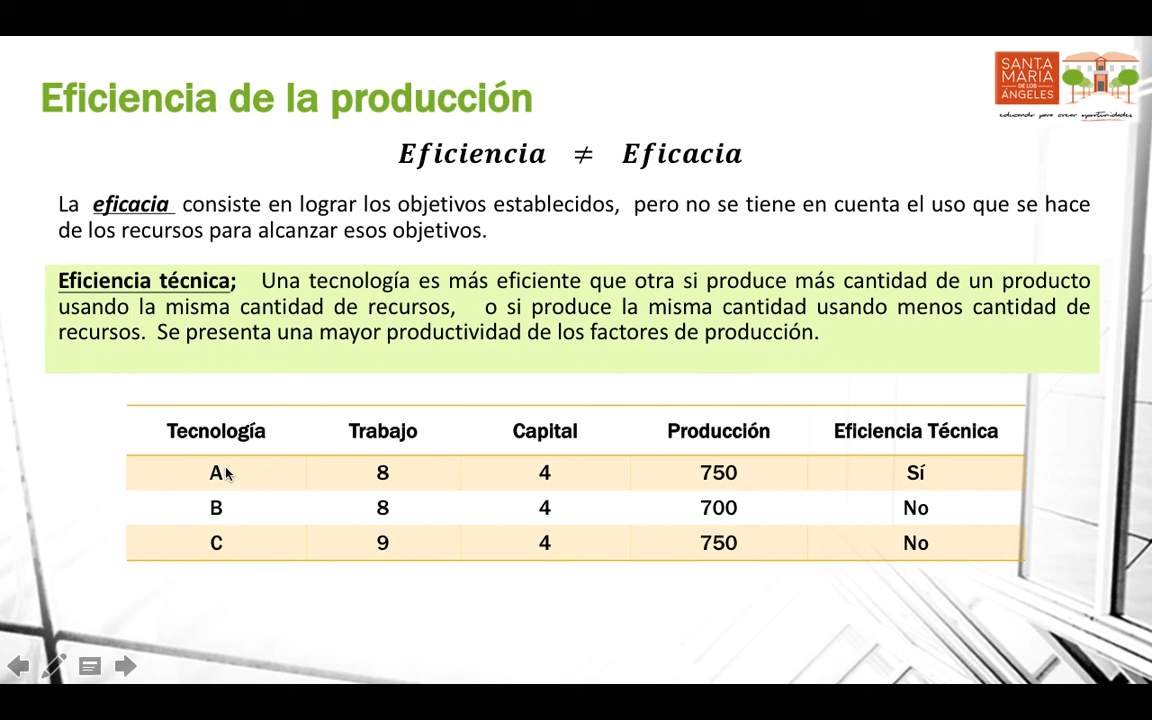 SANTA
MARIA
DE LOS
ÁNGELES
educando para crear oportunidades
Eficiencia de la producción
Eficiencia ≠ Eficacia
La eficacia consiste en lograr los objetivos establecidos, pero no se tiene en cuenta el uso que se hace
de los recursos para alcanzar esos objetivos.
Eficiencia técnica; Una tecnología es más eficiente que otra si produce más cantidad de un producto
usando la misma cantidad de recursos, o si produce la misma cantidad usando menos cantidad de
recursos. Se presenta una mayor productividad de los factores de producción.
Tecnología Trabajo Capital Producción Eficiencia Técnica
A 8 4 750 Sí
B 8 4 700 No
C 9 4 750 No